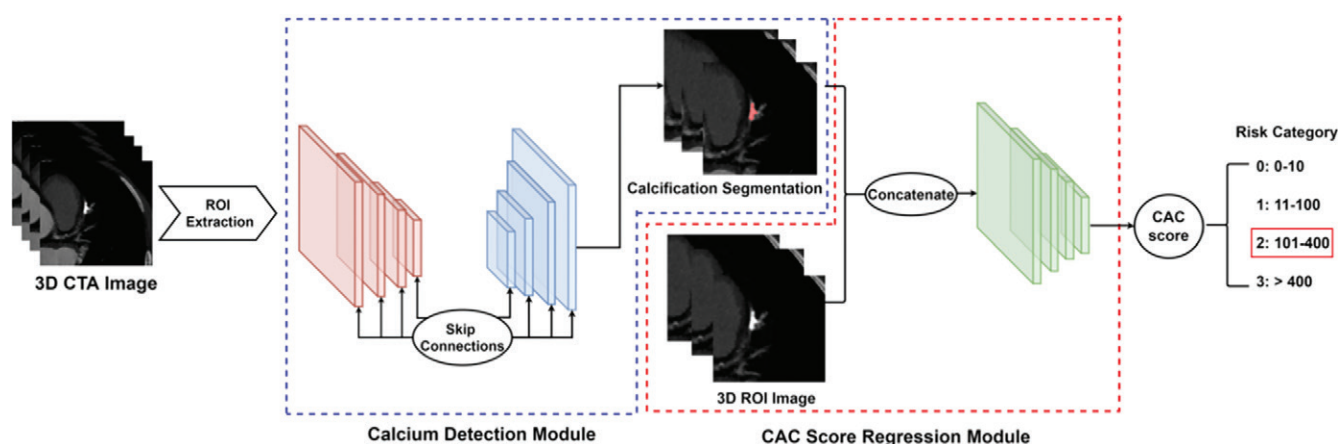 3D CTA Image
ROI
Extraction
Skip
Connections
Calcium Detection Module
Calcification Segmentation
3D ROI Image
Concatenate
CAC Score Regression Module
CAC
score
Risk Category
0: 0-10
1: 11-100
2: 101-400
3: > 400